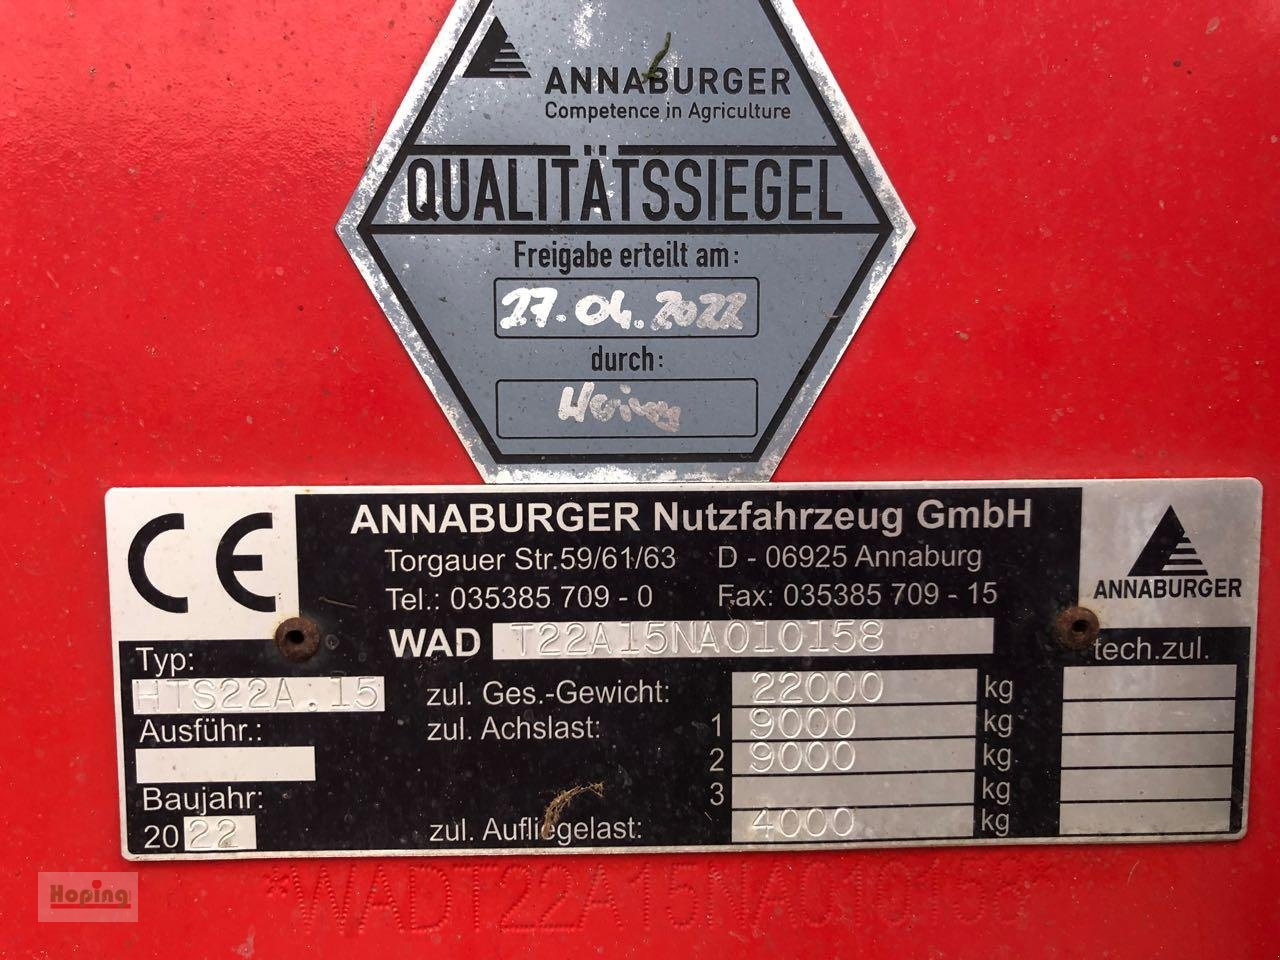 ANNABURGER
Competence in Agriculture
QUALITÄTSSIEGEL
Freigabe erteilt am:
27.04.2022
durch:
CE
ANNABURGER Nutzfahrzeug GmbH
Torgauer Str.59/61/63 D - 06925 Annaburg
Tel.: 035385 709 - 0 Fax: 035385 709 - 15
ANNABURGER
WAD T22A15NA010158
tech.zul.
Typ:
HTS22A.15
zul. Ges.-Gewicht: 22000 kg
Ausführ.:
zul. Achslast: 1 9000 kg
2 9000 kg
Baujahr:
3 kg
2022
zul. Aufliegelast: 4000 kg
*WADT22A15NA010158*
Hoping